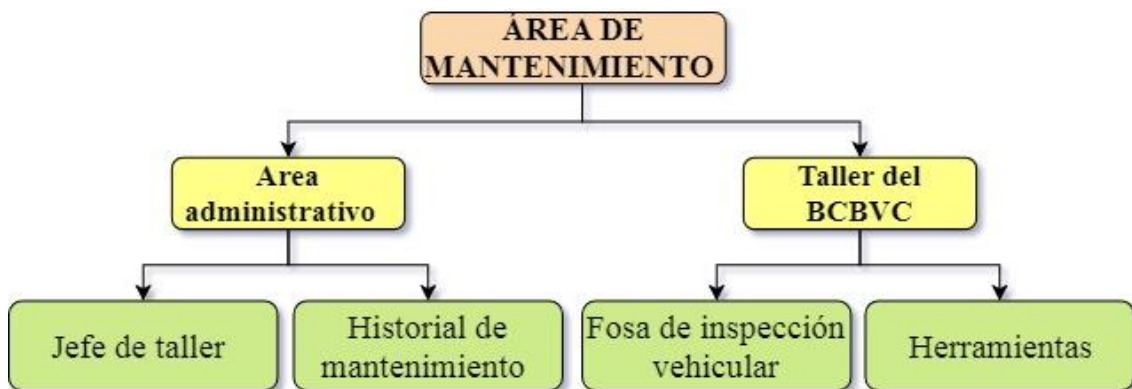 ÁREA DE
MANTENIMIENTO
Area
administrativo
Taller del
BCBVC
Jefe de taller
Historial de
mantenimiento
Fosa de inspección
vehicular
Herramientas